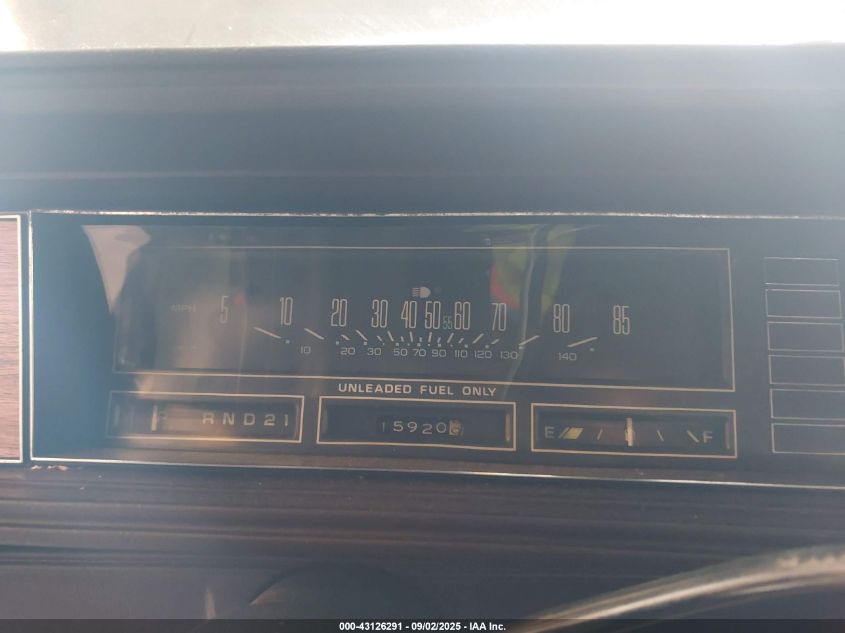 MPH 5 10 20 30 40 50 55 60 70 80 85
10 20 30 50 70 90 110 120 130 140
UNLEADED FUEL ONLY
P R N D 2 1
15920
E F
000-43126291 - 09/02/2025 - IAA Inc.